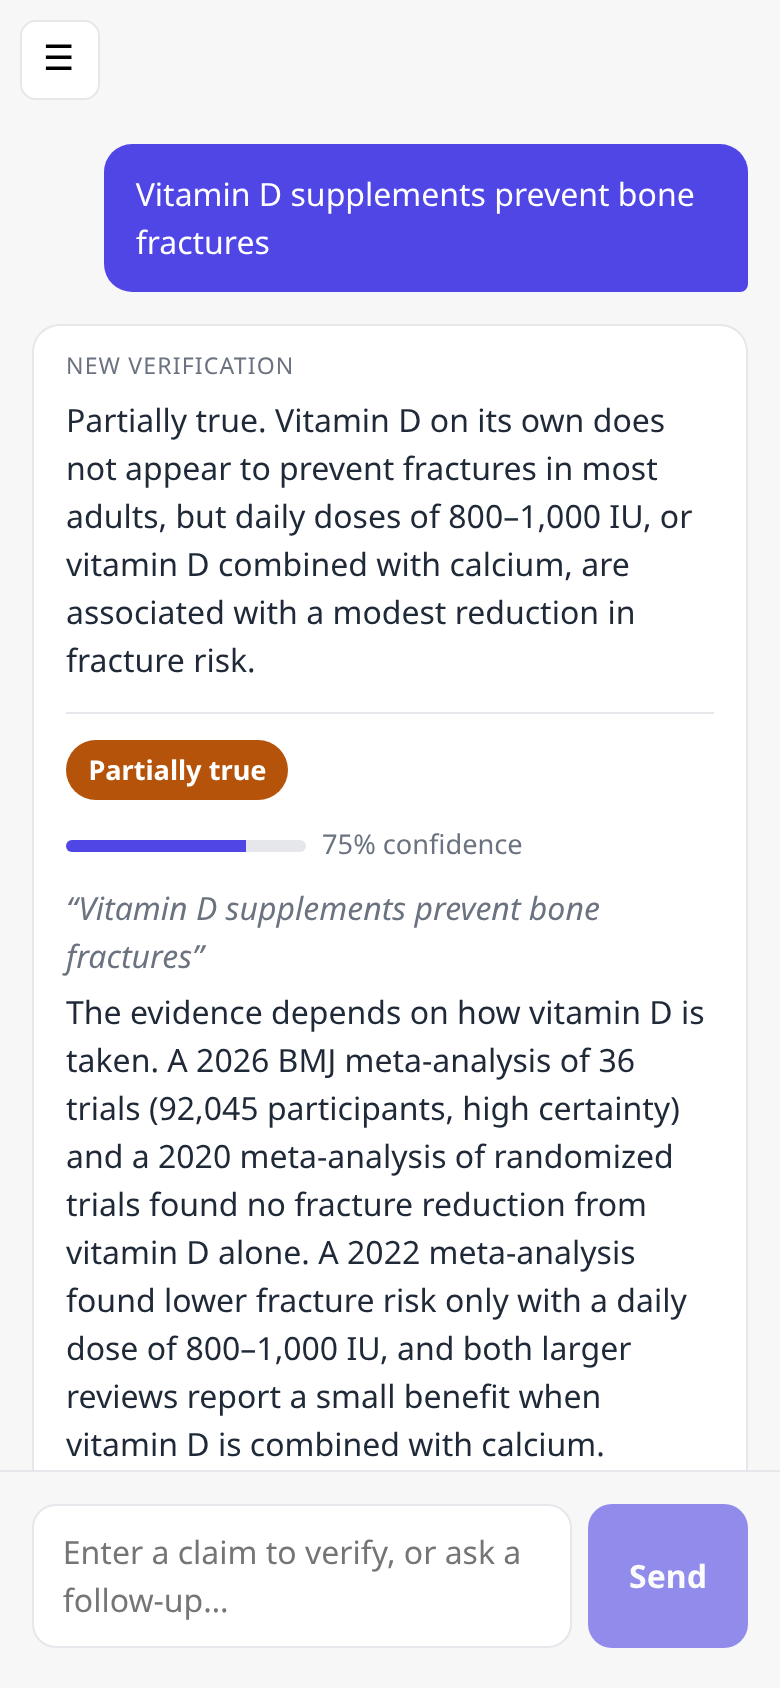 ☰
Vitamin D supplements prevent bone
fractures
NEW VERIFICATION
Partially true. Vitamin D on its own does
not appear to prevent fractures in most
adults, but daily doses of 800–1,000 IU, or
vitamin D combined with calcium, are
associated with a modest reduction in
fracture risk.
Partially true
75% confidence
“Vitamin D supplements prevent bone
fractures”
The evidence depends on how vitamin D is
taken. A 2026 BMJ meta-analysis of 36
trials (92,045 participants, high certainty)
and a 2020 meta-analysis of randomized
trials found no fracture reduction from
vitamin D alone. A 2022 meta-analysis
found lower fracture risk only with a daily
dose of 800–1,000 IU, and both larger
reviews report a small benefit when
vitamin D is combined with calcium.
Enter a claim to verify, or ask a
follow-up...
Send